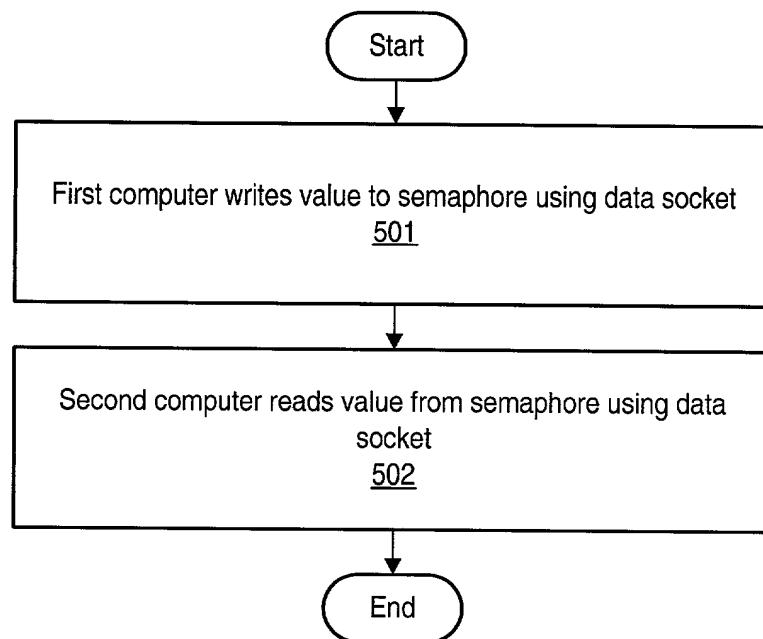 Start
First computer writes value to semaphore using data socket
501
Second computer reads value from semaphore using data
socket
502
End